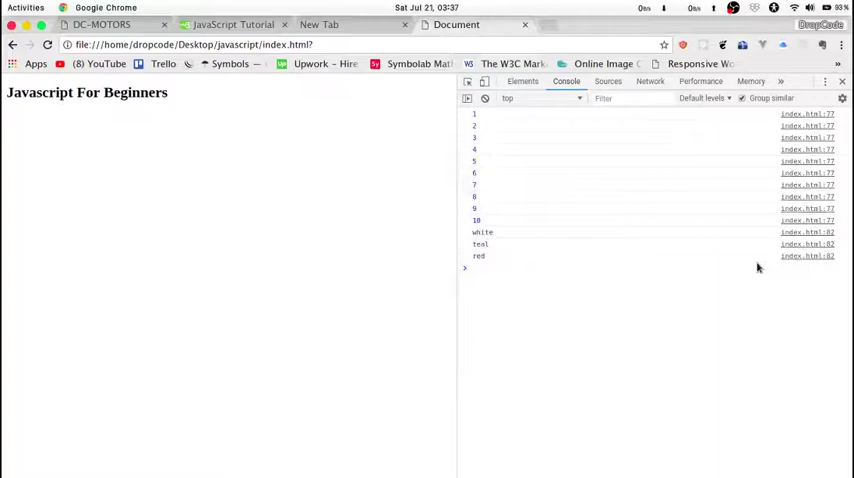 Activities Google Chrome Sat Jul 21, 03:37 0 0 93%
DC-MOTORS JavaScript Tutorial New Tab Document DropCode
file:///home/dropcode/Desktop/javascript/index.html?
Apps (8) YouTube Trello Symbols - Upwork - Hire Symbolab Mat The W3C Mark Online Image C Responsive Wo »
Javascript For Beginners
Elements Console Sources Network Performance Memory »
top Filter Default levels Group similar
1 index.html:77
2 index.html:77
3 index.html:77
4 index.html:77
5 index.html:77
6 index.html:77
7 index.html:77
8 index.html:77
9 index.html:77
10 index.html:77
white index.html:82
teal index.html:82
red index.html:82
>